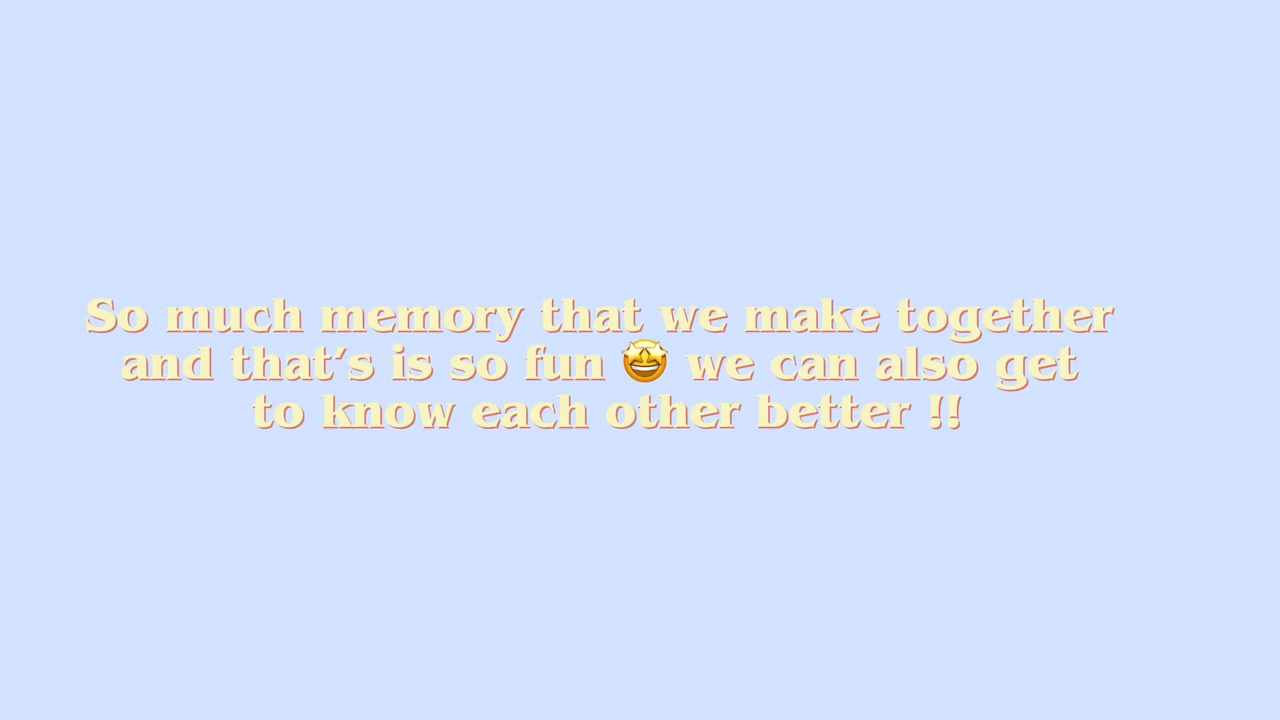 So much memory that we make together
and that's is so fun 🤩 we can also get
to know each other better !!